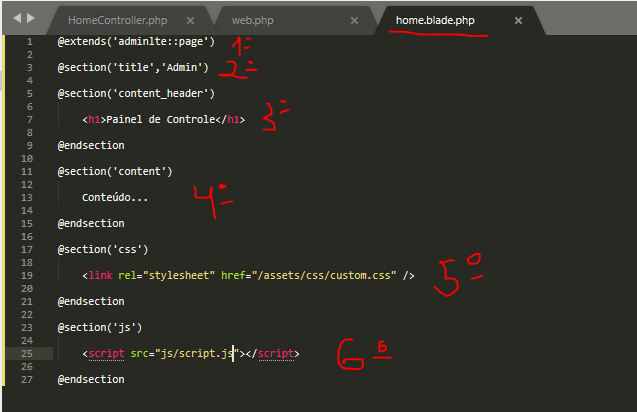 HomeController.php × web.php × home.blade.php ×
1 @extends('adminlte::page') 1º
2
3 @section('title','Admin') 2º
4
5 @section('content_header')
6
7 <h1>Painel de Controle</h1> 3º
8
9 @endsection
10
11 @section('content')
12
13 Conteúdo... 4º
14
15 @endsection
16
17 @section('css')
18
19 <link rel="stylesheet" href="/assets/css/custom.css" /> 5º
20
21 @endsection
22
23 @section('js')
24
25 <script src="js/script.js"></script> 6º
26
27 @endsection